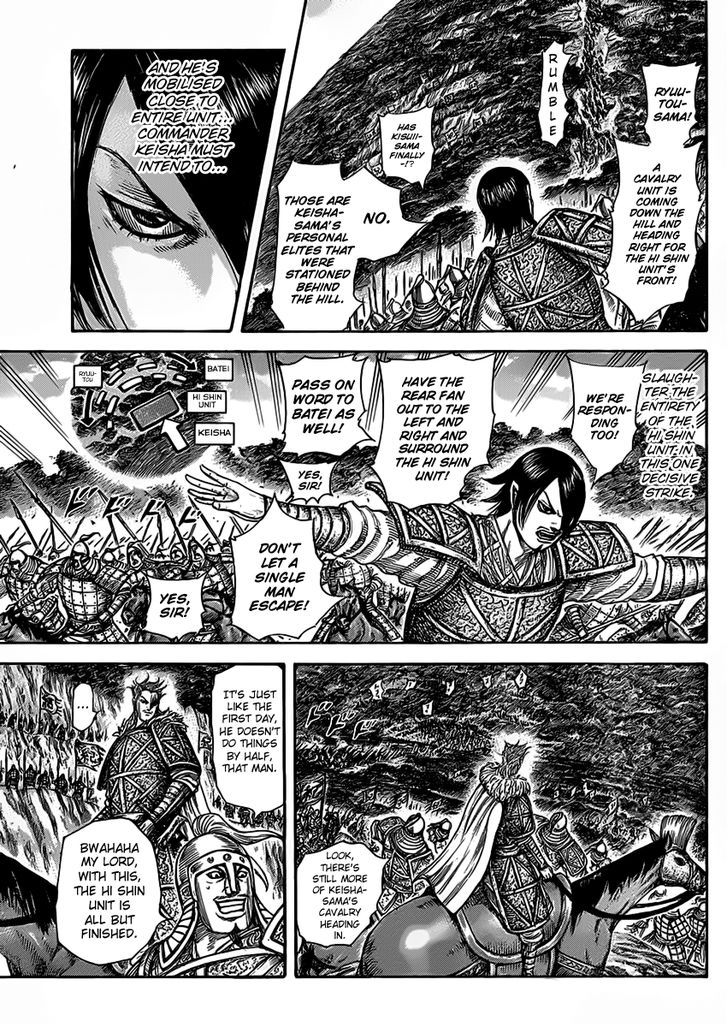 RYUU-
TOU-
SAMA!
A
CAVALRY
UNIT IS
COMING
DOWN THE
HILL AND
HEADING
RIGHT FOR
THE HI SHIN
UNIT'S
FRONT!
RUMBLE
HAS
KISUII-
SAMA
FINALLY
-!?
NO.
THOSE ARE
KEISHA-
SAMA'S
PERSONAL
ELITES THAT
WERE
STATIONED
BEHIND
THE HILL.
AND HE'S
MOBILISED
CLOSE TO
ENTIRE UNIT...
COMMANDER
KEISHA MUST
INTEND TO...
SLAUGH-
TER THE
ENTIRETY OF
THE
HI SHIN
UNIT IN
THIS ONE
DECISIVE
STRIKE.
WE'RE
RESPON-
DING
TOO!
HAVE THE
REAR FAN
OUT TO THE
LEFT AND
RIGHT AND
SURROUND
THE HI SHIN
UNIT!
PASS ON
WORD TO
BATEI AS
WELL!
YES,
SIR!
RYUU-
TOU
BATEI
HI SHIN
UNIT
KEISHA
DON'T
LET A
SINGLE
MAN
ESCAPE!
YES,
SIR!
ドドド
LOOK,
THERE'S
STILL MORE
OF KEISHA-
SAMA'S
CAVALRY
HEADING
IN.
IT'S JUST
LIKE THE
FIRST DAY,
HE DOESN'T
DO THINGS
BY HALF,
THAT MAN.
...
BWAHAHA
MY LORD,
WITH THIS,
THE HI SHIN
UNIT IS
ALL BUT
FINISHED.